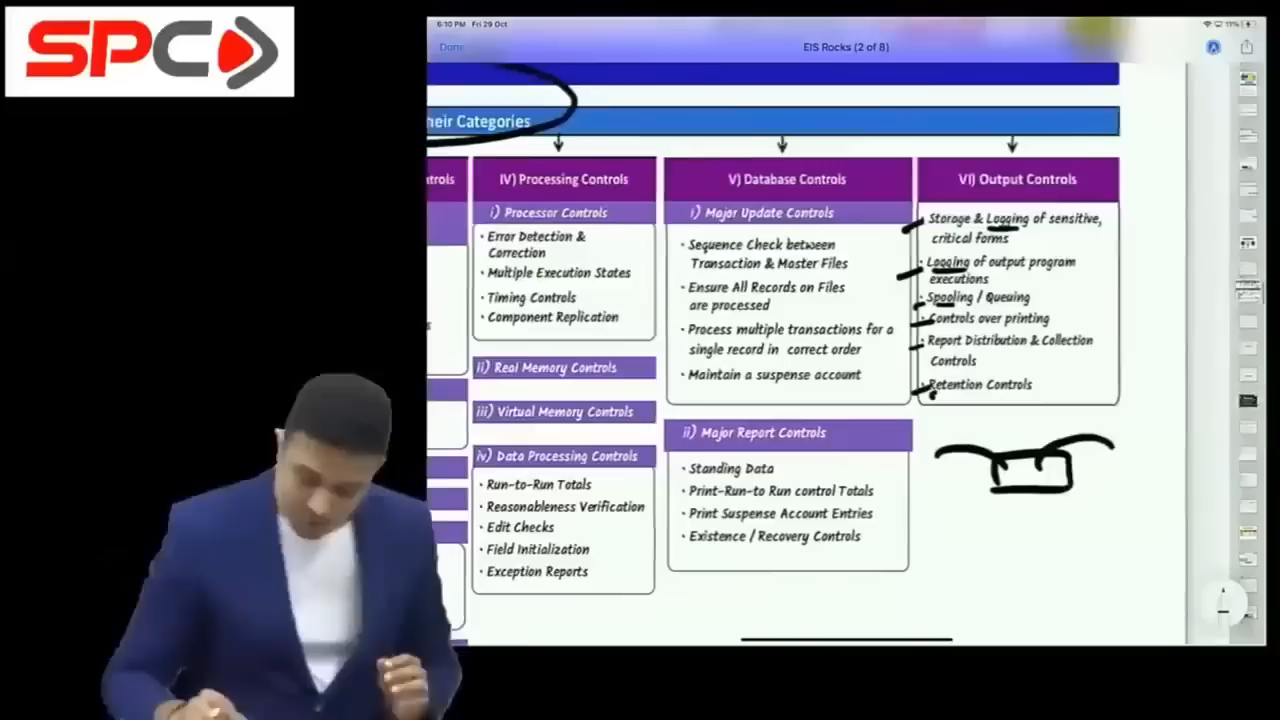 SPC
6:10 PM Fri 29 Oct
11%
Done
EIS Rocks (2 of 8)
heir Categories
ntrols
IV) Processing Controls
i) Processor Controls
· Error Detection &
Correction
· Multiple Execution States
· Timing Controls
· Component Replication
ii) Real Memory Controls
iii) Virtual Memory Controls
iv) Data Processing Controls
· Run-to-Run Totals
· Reasonableness Verification
· Edit Checks
· Field Initialization
· Exception Reports
V) Database Controls
i) Major Update Controls
· Sequence Check between
Transaction & Master Files
· Ensure All Records on Files
are processed
· Process multiple transactions for a
single record in correct order
· Maintain a suspense account
ii) Major Report Controls
· Standing Data
· Print-Run-to Run control Totals
· Print Suspense Account Entries
· Existence / Recovery Controls
VI) Output Controls
· Storage & Logging of sensitive,
critical forms
· Logging of output program
executions
· Spooling / Queuing
· Controls over printing
· Report Distribution & Collection
Controls
· Retention Controls